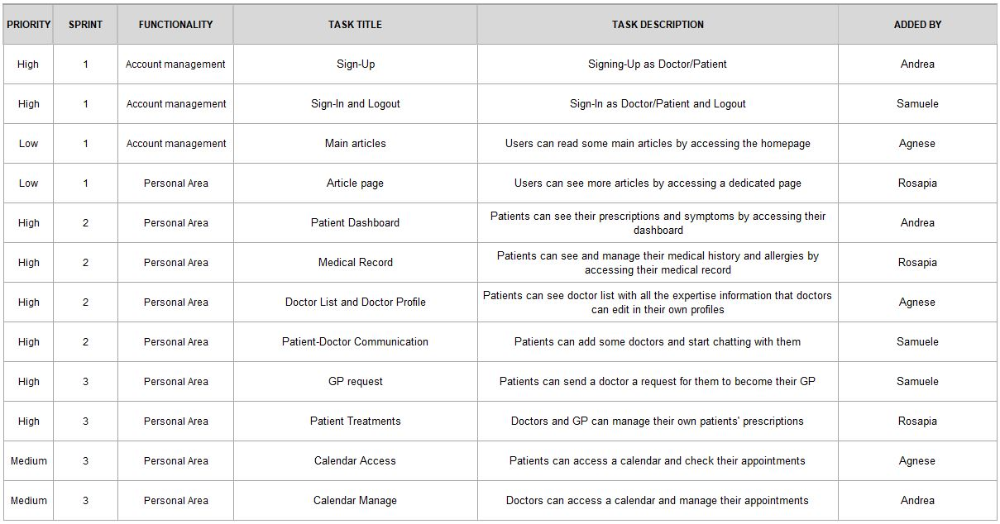 PRIORITY SPRINT FUNCTIONALITY TASK TITLE TASK DESCRIPTION ADDED BY
High 1 Account management Sign-Up Signing-Up as Doctor/Patient Andrea
High 1 Account management Sign-In and Logout Sign-In as Doctor/Patient and Logout Samuele
Low 1 Account management Main articles Users can read some main articles by accessing the homepage Agnese
Low 1 Personal Area Article page Users can see more articles by accessing a dedicated page Rosapia
High 2 Personal Area Patient Dashboard Patients can see their prescriptions and symptoms by accessing their
dashboard Andrea
High 2 Personal Area Medical Record Patients can see and manage their medical history and allergies by
accessing their medical record Rosapia
High 2 Personal Area Doctor List and Doctor Profile Patients can see doctor list with all the expertise information that doctors
can edit in their own profiles Agnese
High 2 Personal Area Patient-Doctor Communication Patients can add some doctors and start chatting with them Samuele
High 3 Personal Area GP request Patients can send a doctor a request for them to become their GP Samuele
High 3 Personal Area Patient Treatments Doctors and GP can manage their own patients' prescriptions Rosapia
Medium 3 Personal Area Calendar Access Patients can access a calendar and check their appointments Agnese
Medium 3 Personal Area Calendar Manage Doctors can access a calendar and manage their appointments Andrea